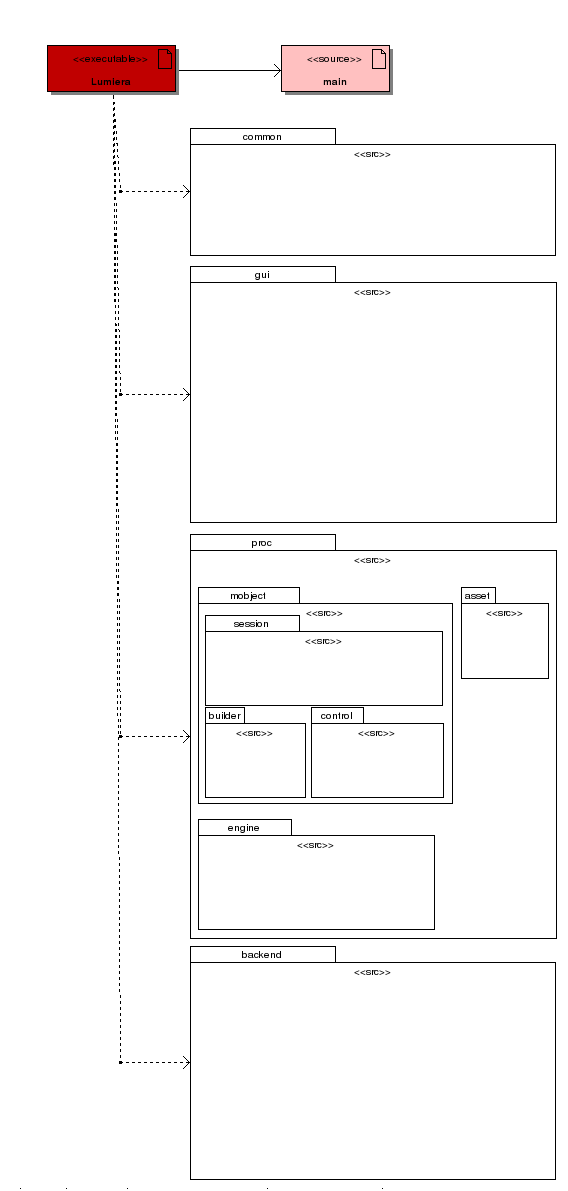 <<executable>>
Lumiera
<<source>>
main
common
<<src>>
gui
<<src>>
proc
<<src>>
mobject
<<src>>
asset
<<src>>
session
<<src>>
builder
<<src>>
control
<<src>>
engine
<<src>>
backend
<<src>>